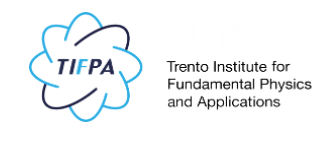 TIFPA
Trento Institute for
Fundamental Physics
and Applications